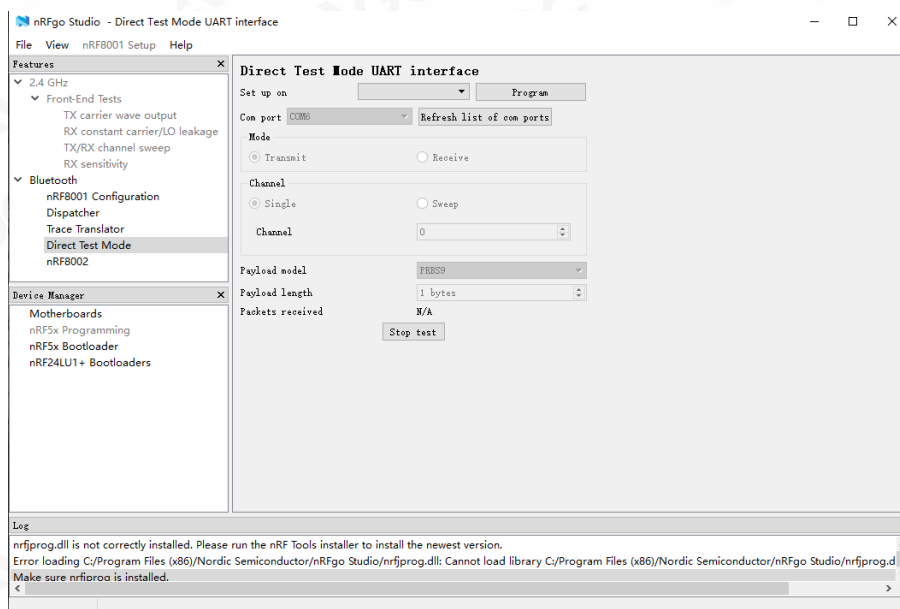 nRFgo Studio - Direct Test Mode UART interface
File View nRF8001 Setup Help
Features
2.4 GHz
Front-End Tests
TX carrier wave output
RX constant carrier/LO leakage
TX/RX channel sweep
RX sensitivity
Bluetooth
nRF8001 Configuration
Dispatcher
Trace Translator
Direct Test Mode
nRF8002
Device Manager
Motherboards
nRF5x Programming
nRF5x Bootloader
nRF24LU1+ Bootloaders
Direct Test Mode UART interface
Set up on Program
Com port COM6 Refresh list of com ports
Mode
Transmit Receive
Channel
Single Sweep
Channel 0
Payload model PRBS9
Payload length 1 bytes
Packets received N/A
Stop test
Log
nrfjprog.dll is not correctly installed. Please run the nRF Tools installer to install the newest version.
Error loading C:/Program Files (x86)/Nordic Semiconductor/nRFgo Studio/nrfjprog.dll: Cannot load library C:/Program Files (x86)/Nordic Semiconductor/nRFgo Studio/nrfjprog.d
Make sure nrfjprog is installed.